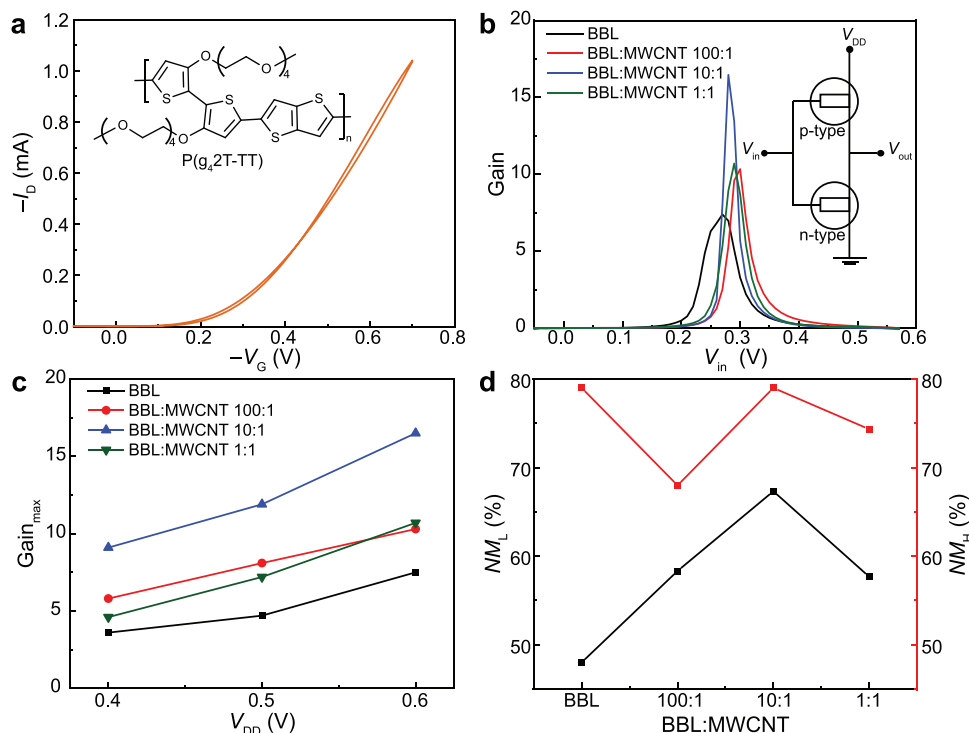 a
1.2
1.0
0.8
0.6
0.4
0.2
0.0
−I_D (mA)
0.0 0.2 0.4 0.6 0.8
−V_G (V)
O ( O ) 4
S S
S S
[ ] n
( O ) 4 O
P(g₄2T-TT)
b
BBL
BBL:MWCNT 100:1
BBL:MWCNT 10:1
BBL:MWCNT 1:1
20
15
10
5
0
Gain
0.0 0.1 0.2 0.3 0.4 0.5 0.6
V_in (V)
V_DD
p-type
V_in V_out
n-type
c
BBL
BBL:MWCNT 100:1
BBL:MWCNT 10:1
BBL:MWCNT 1:1
20
15
10
5
0
Gain_max
0.4 0.5 0.6
V_DD (V)
d
80
70
60
50
NM_L (%)
80
70
60
50
NM_H (%)
BBL 100:1 10:1 1:1
BBL:MWCNT